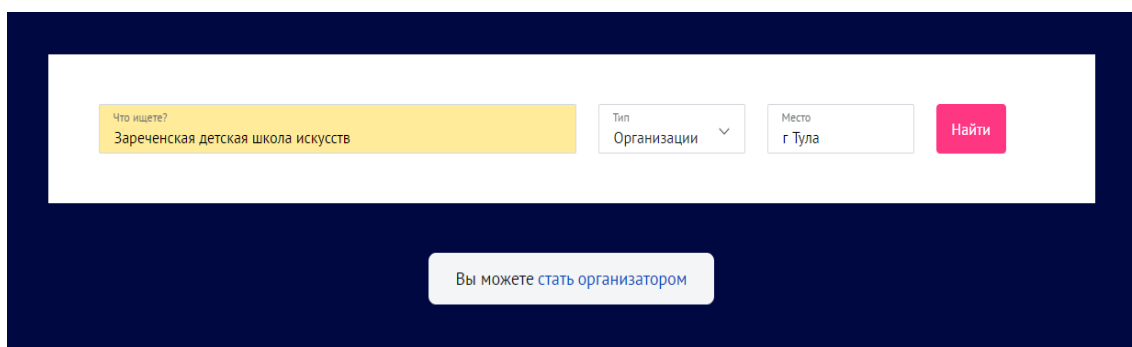 Что ищете?
Зареченская детская школа искусств
Тип
Организации
Место
г Тула
Найти
Вы можете стать организатором